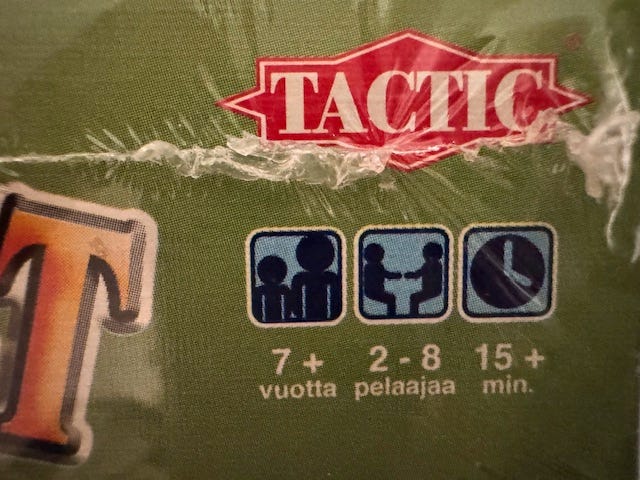 TACTIC
T
7 + 2 - 8 15 +
vuotta pelaajaa min.